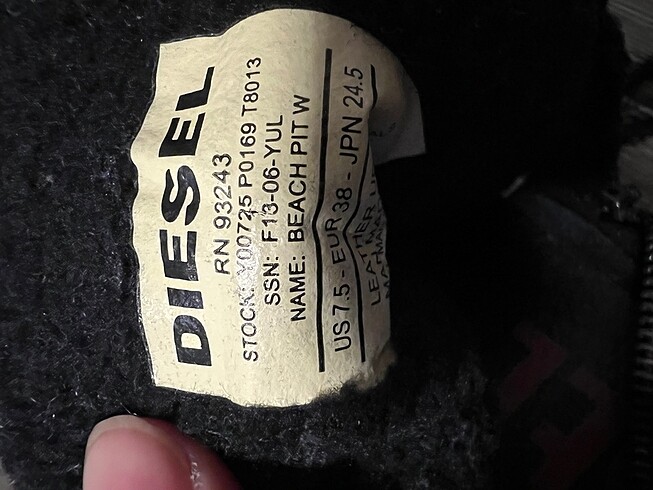 DIESEL
RN 93243
STOCK: Y00725 P0169 T8013
SSN: F13-06-YUL
NAME: BEACH PIT W
US 7.5 - EUR 38 - JPN 24.5
LEATHER